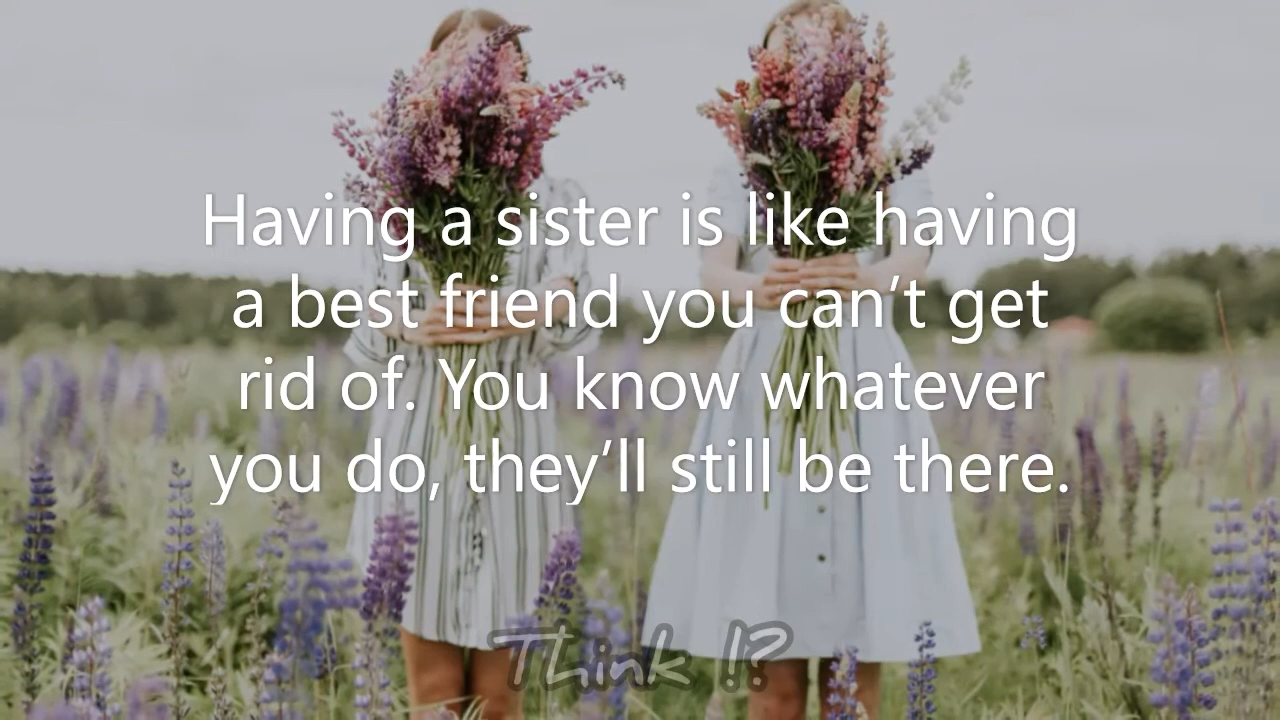 Having a sister is like having
a best friend you can’t get
rid of. You know whatever
you do, they’ll still be there.
Think !?